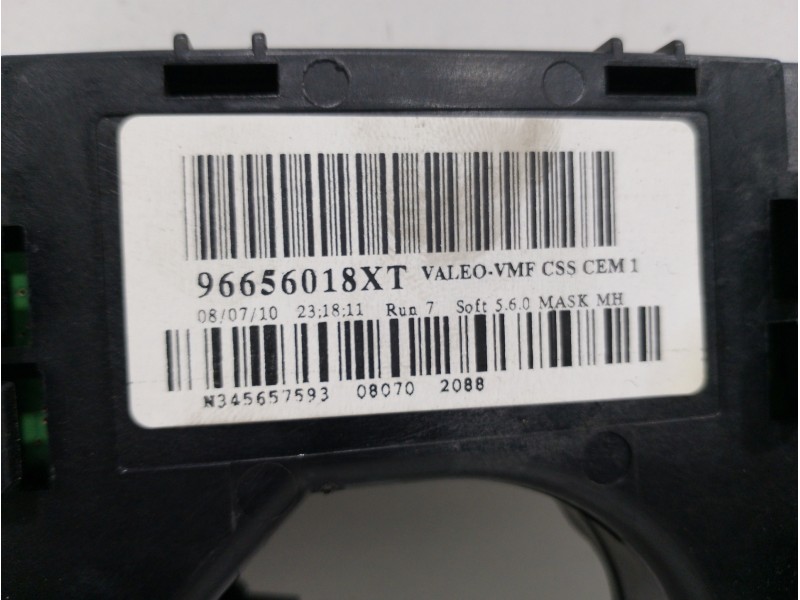 96656018XT VALEO-VMF CSS CEM 1
08/07/10 23;18;11 Run 7 Soft 5.6.0 MASK MH
N345657593 08070 2088